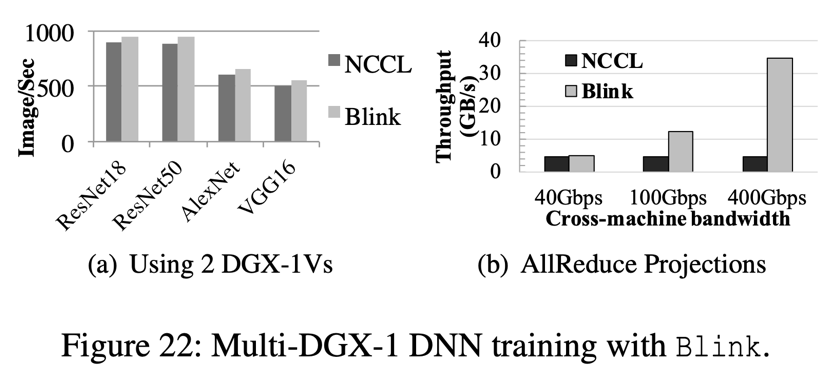 1000
500
0
Image/Sec
NCCL
Blink
ResNet18
ResNet50
AlexNet
VGG16
(a) Using 2 DGX-1Vs
40
30
20
10
0
Throughput
(GB/s)
NCCL
Blink
40Gbps 100Gbps 400Gbps
Cross-machine bandwidth
(b) AllReduce Projections
Figure 22: Multi-DGX-1 DNN training with Blink.